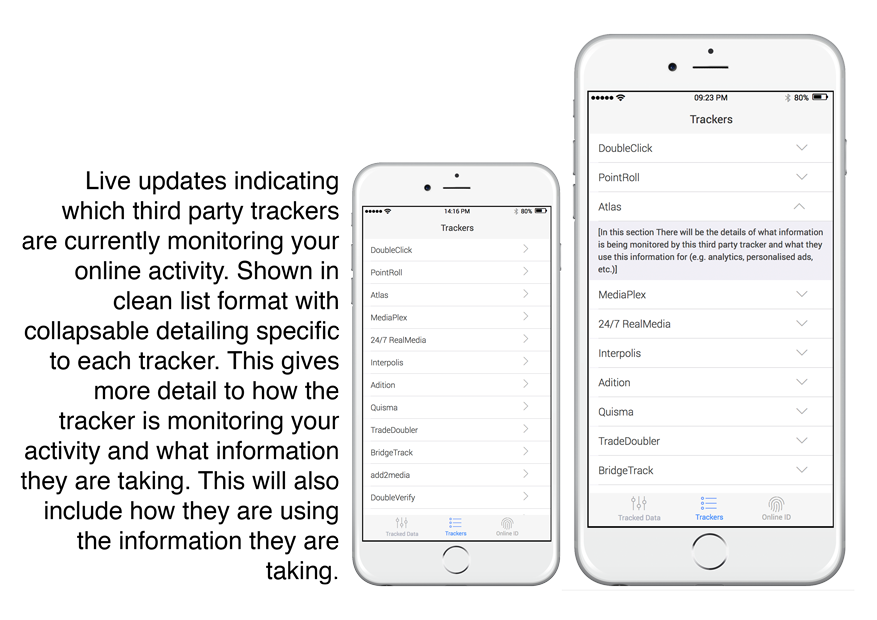 Live updates indicating
which third party trackers
are currently monitoring your
online activity. Shown in
clean list format with
collapsable detailing specific
to each tracker. This gives
more detail to how the
tracker is monitoring your
activity and what information
they are taking. This will also
include how they are using
the information they are
taking.
14:16 PM
80%
Trackers
DoubleClick
PointRoll
Atlas
MediaPlex
24/7 RealMedia
Interpolis
Adition
Quisma
TradeDoubler
BridgeTrack
add2media
DoubleVerify
Tracked Data
Trackers
Online ID
09:23 PM
80%
Trackers
DoubleClick
PointRoll
Atlas
[In this section There will be the details of what information
is being monitored by this third party tracker and what they
use this information for (e.g. analytics, personalised ads,
etc.)]
MediaPlex
24/7 RealMedia
Interpolis
Adition
Quisma
TradeDoubler
BridgeTrack
Tracked Data
Trackers
Online ID